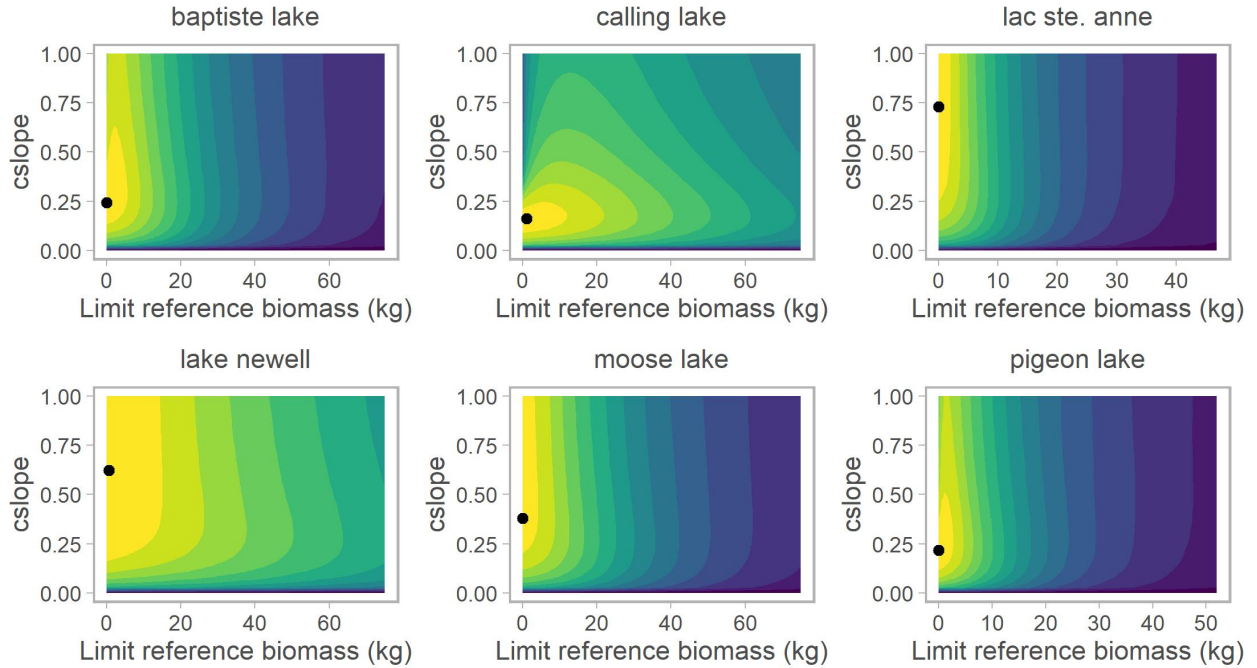 baptiste lake
calling lake
lac ste. anne
cslope
1.00
0.75
0.50
0.25
0.00
0 20 40 60
Limit reference biomass (kg)
cslope
1.00
0.75
0.50
0.25
0.00
0 20 40 60
Limit reference biomass (kg)
cslope
1.00
0.75
0.50
0.25
0.00
0 10 20 30 40
Limit reference biomass (kg)
lake newell
moose lake
pigeon lake
cslope
1.00
0.75
0.50
0.25
0.00
0 20 40 60
Limit reference biomass (kg)
cslope
1.00
0.75
0.50
0.25
0.00
0 20 40 60
Limit reference biomass (kg)
cslope
1.00
0.75
0.50
0.25
0.00
0 10 20 30 40 50
Limit reference biomass (kg)